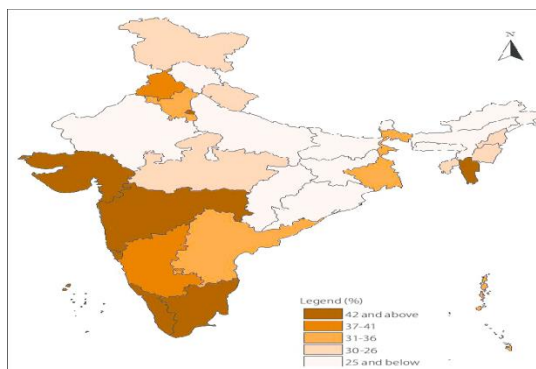 N
Legend (%)
42 and above
37-41
31-36
30-26
25 and below